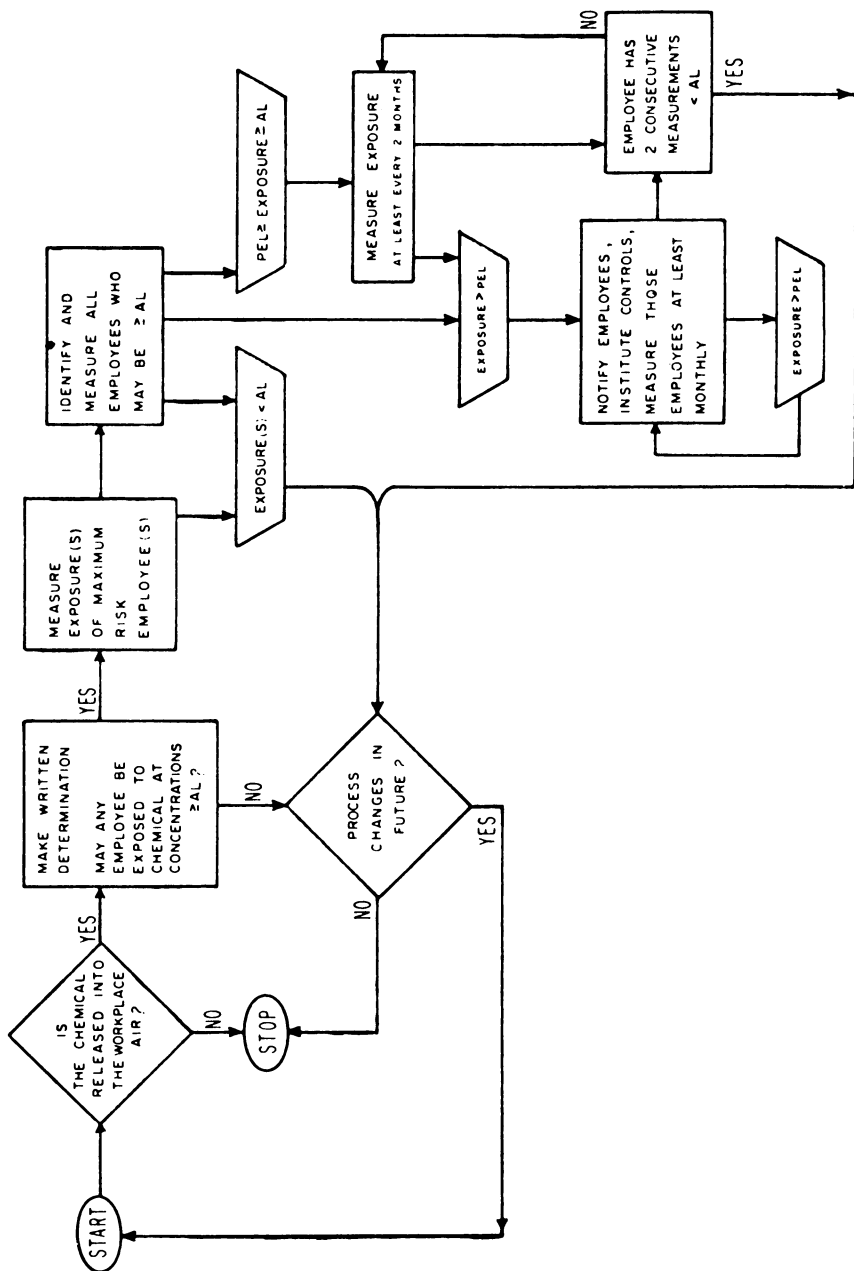 START
IS
THE CHEMICAL
RELEASED INTO
THE WORKPLACE
AIR?
YES
NO
STOP
MAKE WRITTEN
DETERMINATION
MAY ANY
EMPLOYEE BE
EXPOSED TO
CHEMICAL AT
CONCENTRATIONS
≥AL?
YES
NO
PROCESS
CHANGES IN
FUTURE?
NO
YES
MEASURE
EXPOSURE(S)
OF MAXIMUM
RISK
EMPLOYEE(S)
EXPOSURE(S) < AL
IDENTIFY AND
MEASURE ALL
EMPLOYEES WHO
MAY BE ≥AL
PEL ≥ EXPOSURE ≥ AL
MEASURE EXPOSURE
AT LEAST EVERY 2 MONTHS
EXPOSURE > PEL
NOTIFY EMPLOYEES,
INSTITUTE CONTROLS,
MEASURE THOSE
EMPLOYEES AT LEAST
MONTHLY
EXPOSURE > PEL
EMPLOYEE HAS
2 CONSECUTIVE
MEASUREMENTS
< AL
NO
YES